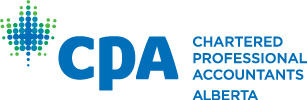 cpa
CHARTERED
PROFESSIONAL
ACCOUNTANTS
ALBERTA